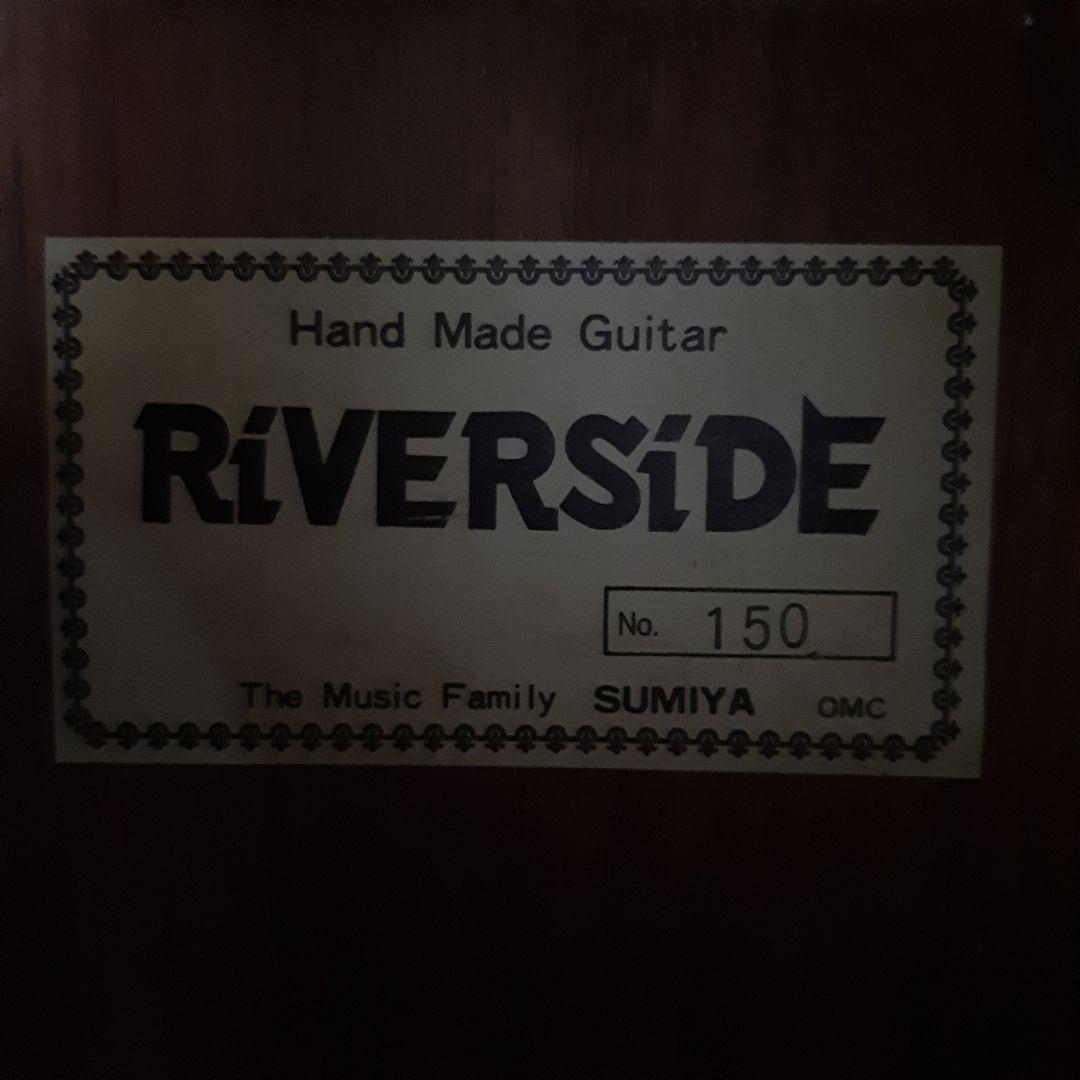 Hand Made Guitar
RiVERSiDE
No. 150
The Music Family SUMIYA OMC